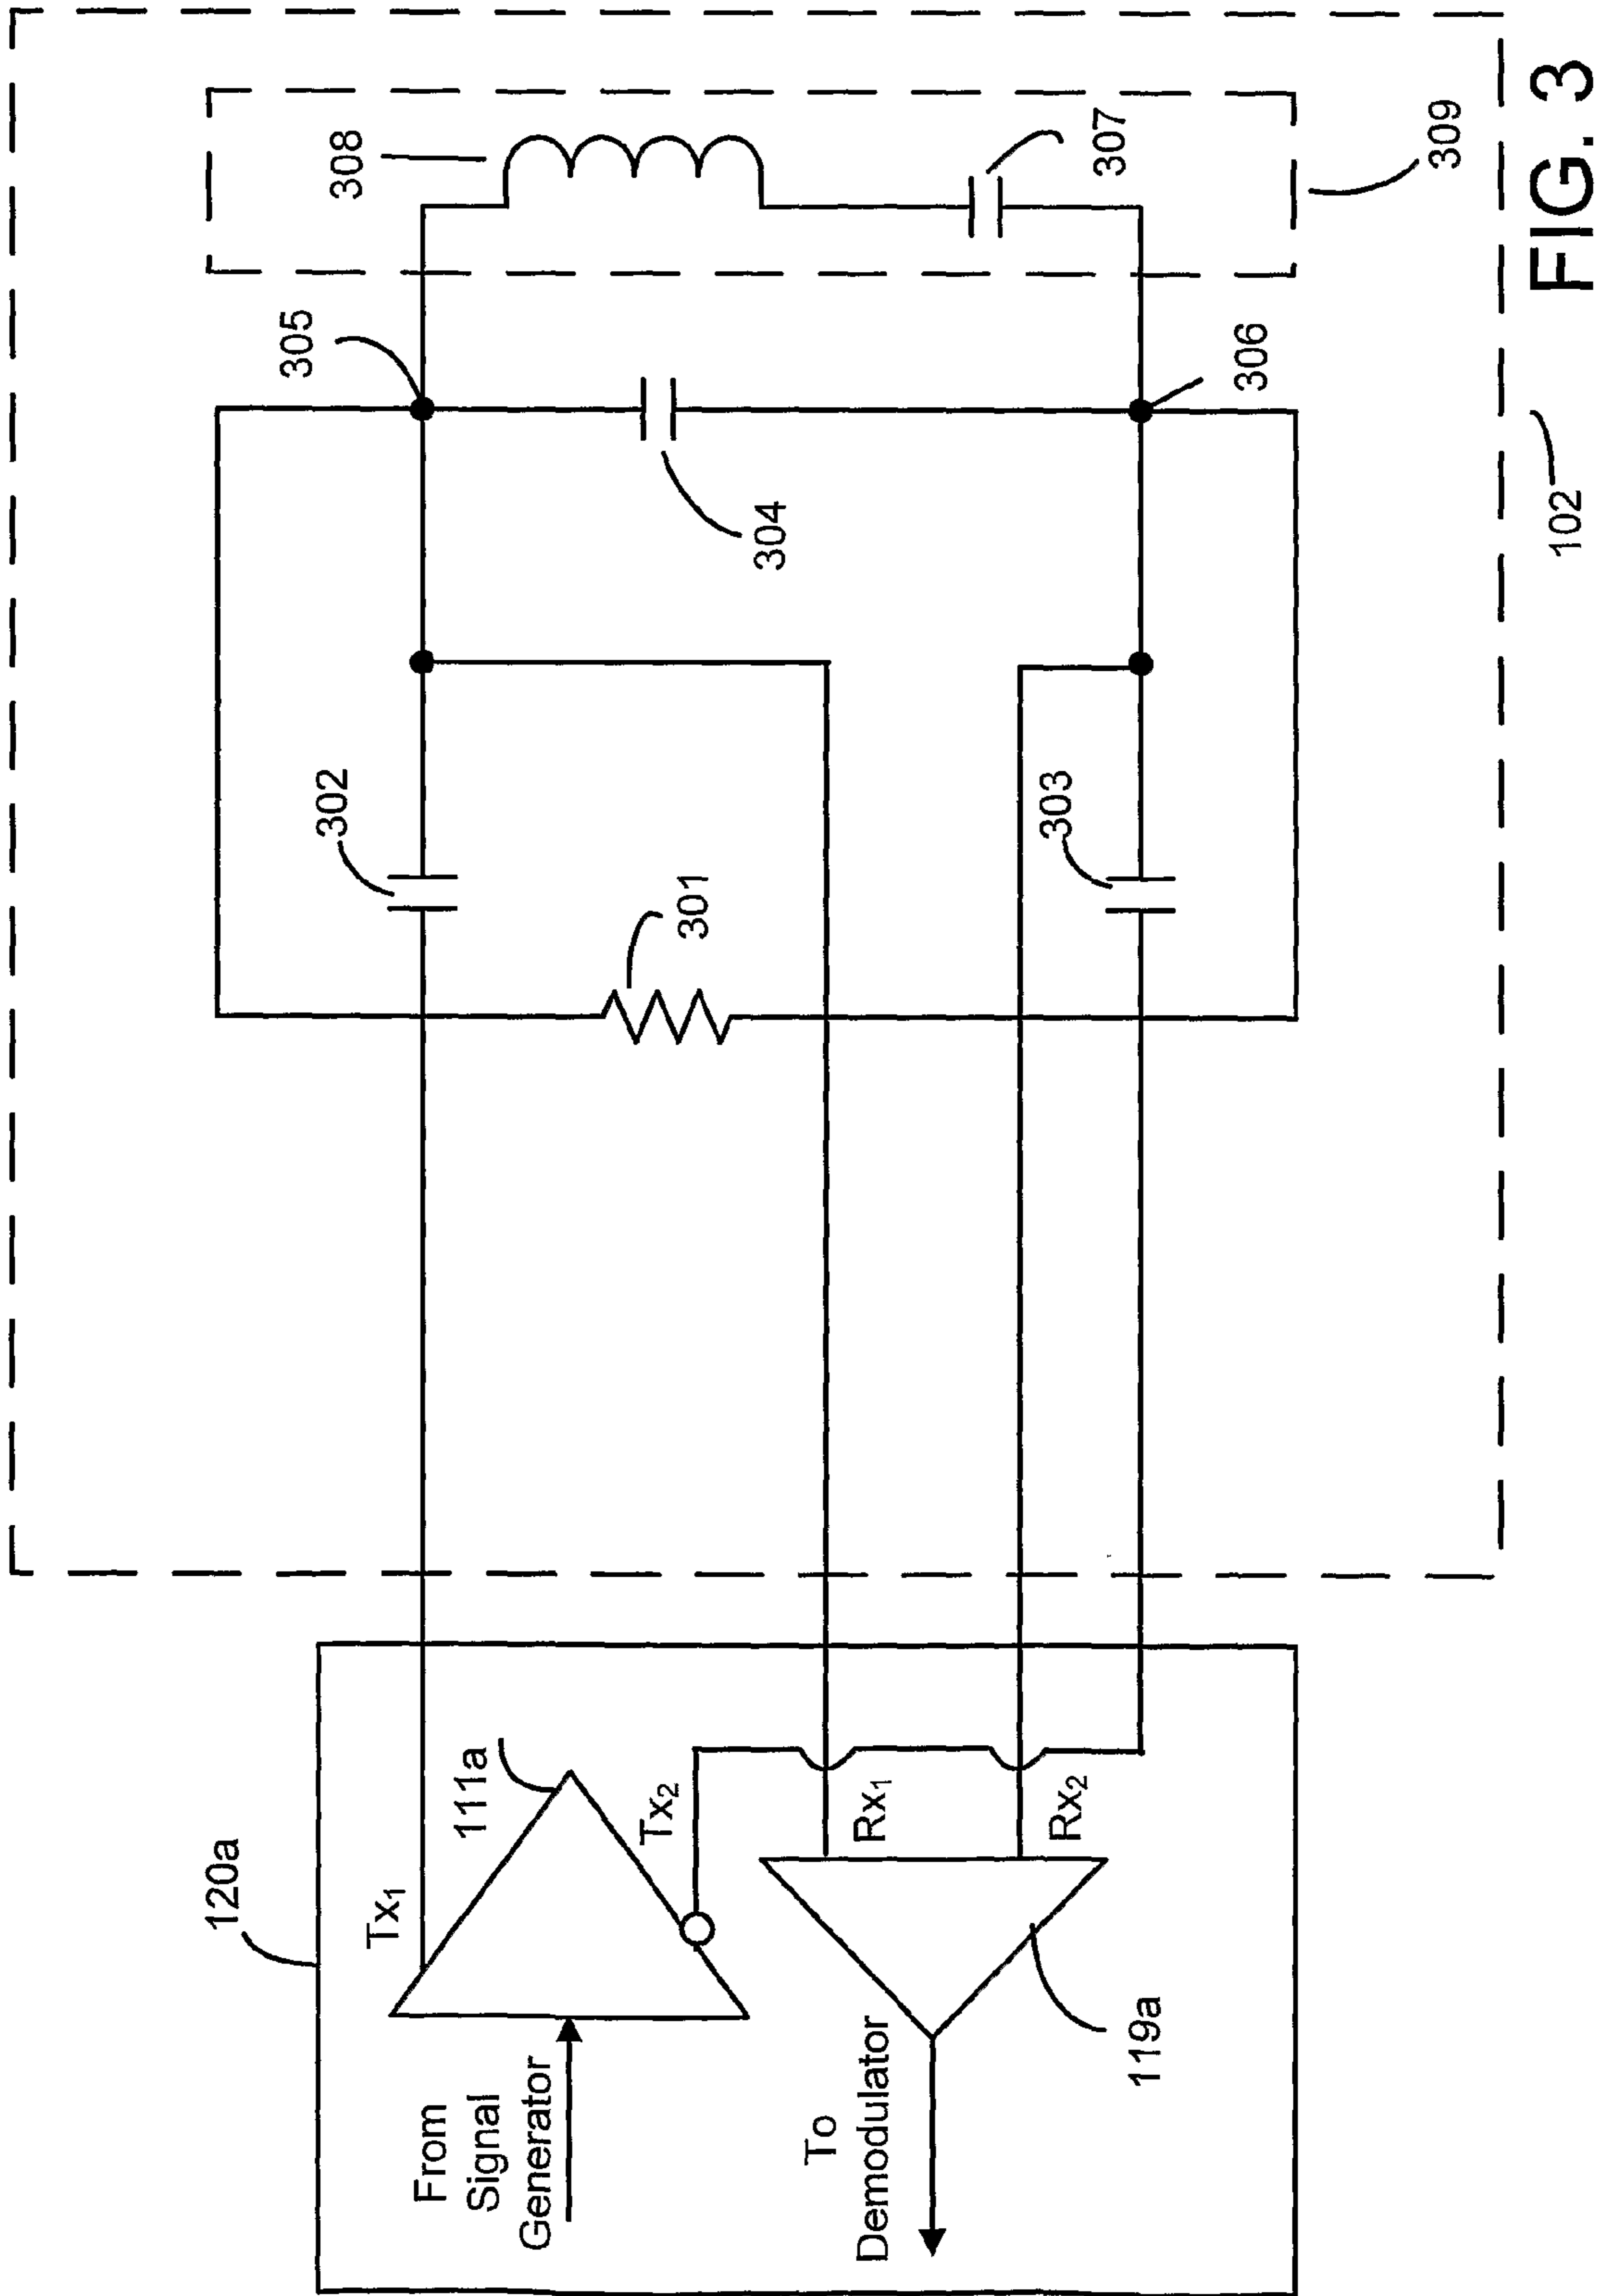 120a
Tx1
111a
From
Signal
Generator
Tx2
To
Demodulator
Rx1
Rx2
119a
302
301
303
305
304
306
308
307
309
102
FIG. 3